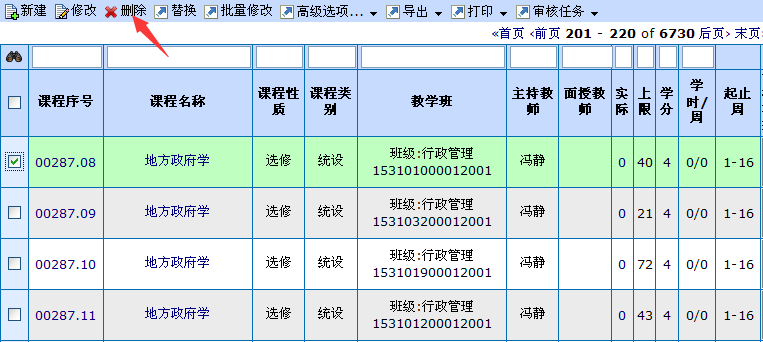 新建 修改 删除 替换 批量修改 高级选项... 导出 打印 审核任务
«首页 ‹前页 201 - 220 of 6730 后页› 末页
课程序号 课程名称 课程性质 课程类别 教学班 主持教师 面授教师 实际 上限 学分 学时/周 起止周
00287.08 地方政府学 选修 统设 班级:行政管理 153101000012001 冯静 0 40 4 0/0 1-16
00287.09 地方政府学 选修 统设 班级:行政管理 153103200012001 冯静 0 21 4 0/0 1-16
00287.10 地方政府学 选修 统设 班级:行政管理 153101900012001 冯静 0 72 4 0/0 1-16
00287.11 地方政府学 选修 统设 班级:行政管理 153101200012001 冯静 0 43 4 0/0 1-16